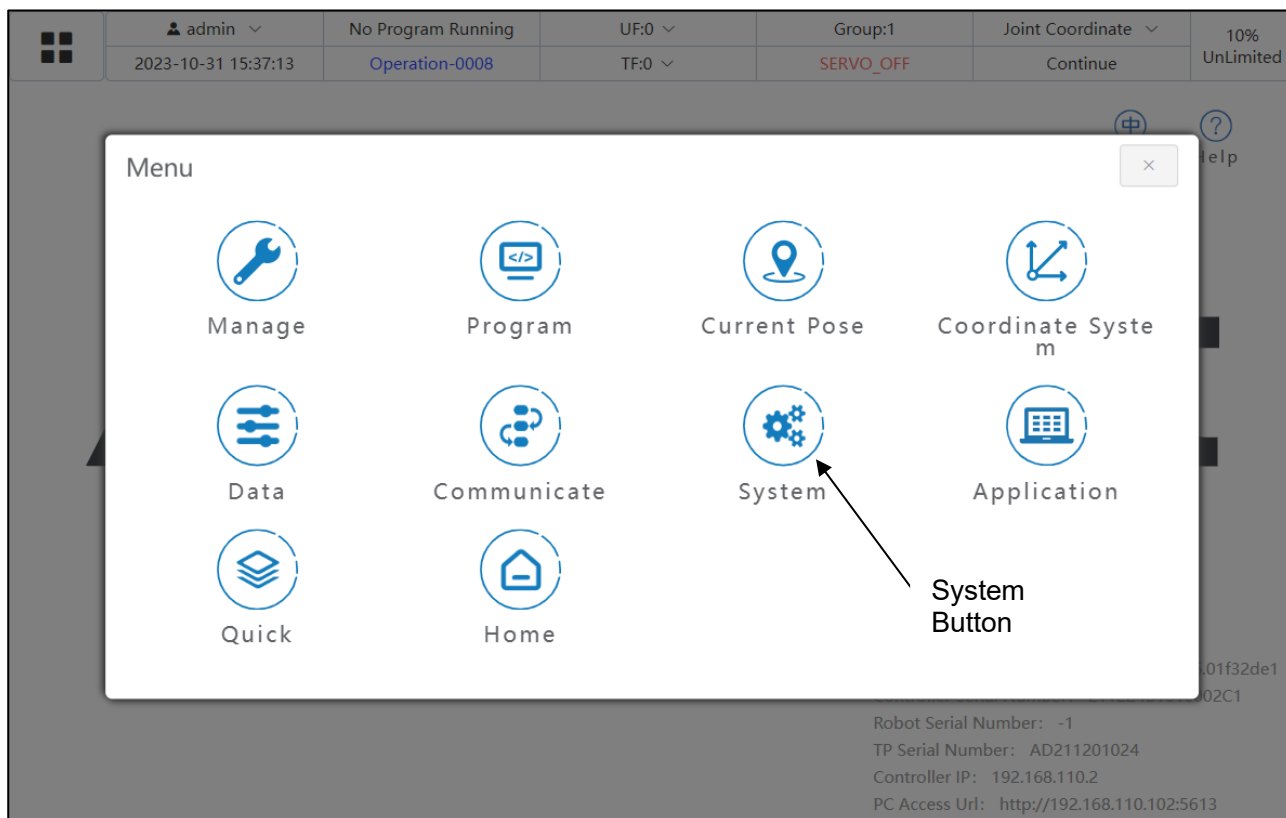 admin
No Program Running
UF:0
Group:1
Joint Coordinate
10%
UnLimited
2023-10-31 15:37:13
Operation-0008
TF:0
SERVO_OFF
Continue
中
Menu
Manage
Program
Current Pose
Coordinate Syste
m
Data
Communicate
System
Application
System
Button
Quick
Home
.01f32de1
Robot Serial Number: -1
TP Serial Number: AD211201024
Controller IP: 192.168.110.2
PC Access Url: http://192.168.110.102:5613